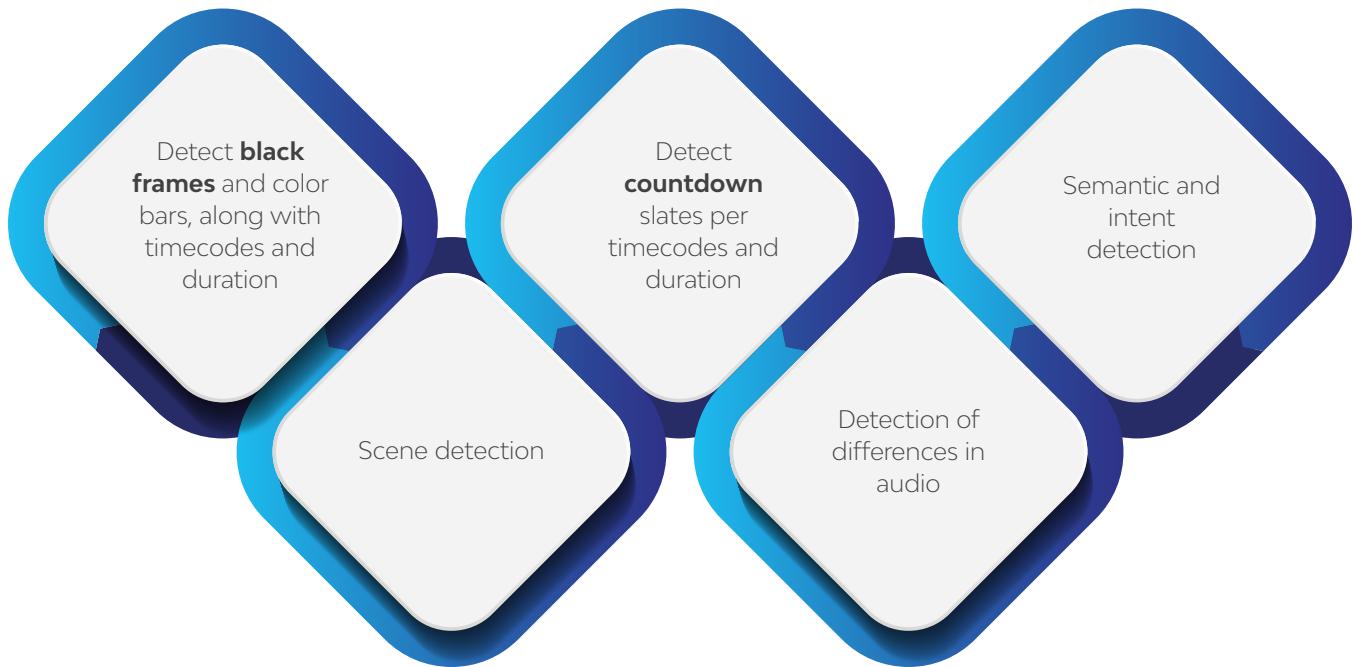 Detect black
frames and color
bars, along with
timecodes and
duration
Scene detection
Detect
countdown
slates per
timecodes and
duration
Detection of
differences in
audio
Semantic and
intent
detection